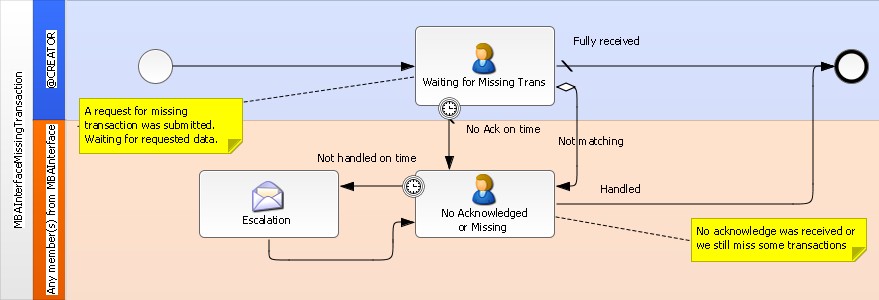 MBAInterfaceMissingTransaction
@CREATOR
Any member(s) from MBAInterface
Fully received
Waiting for Missing Trans
A request for missing
transaction was submitted.
Waiting for requested data.
No Ack on time
Not matching
Not handled on time
Handled
Escalation
No Acknowledged
or Missing
No acknowledge was received or
we still miss some transactions